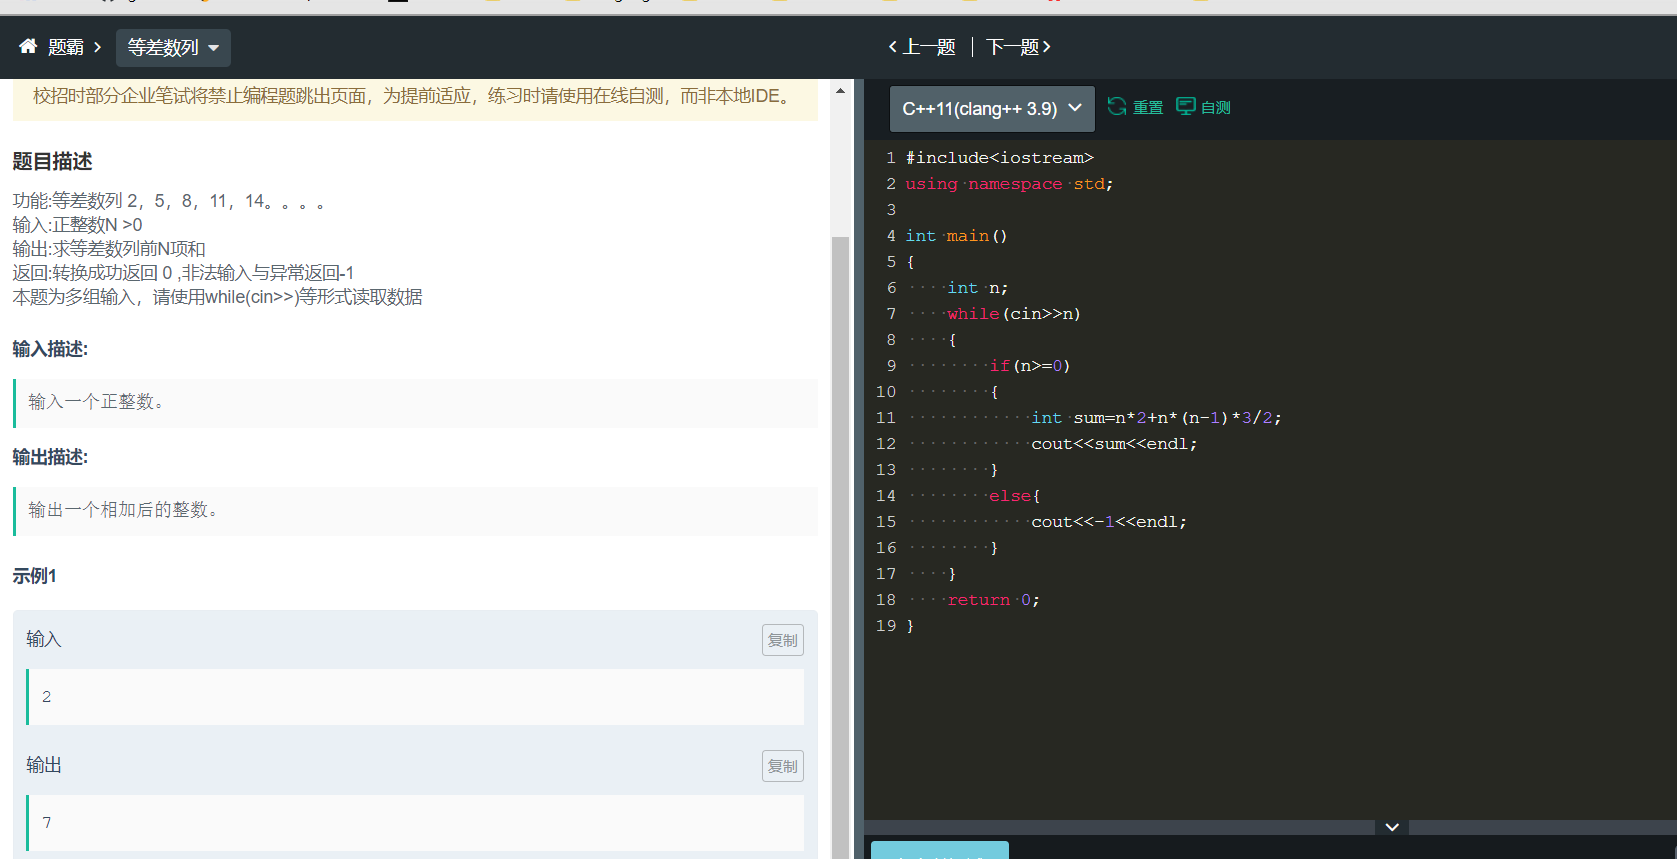 题霸
等差数列
上一题
下一题
校招时部分企业笔试将禁止编程题跳出页面，为提前适应，练习时请使用在线自测，而非本地IDE。
题目描述
功能:等差数列 2，5，8，11，14。。。。
输入:正整数N >0
输出:求等差数列前N项和
返回:转换成功返回 0 ,非法输入与异常返回-1
本题为多组输入，请使用while(cin>>)等形式读取数据
输入描述:
输入一个正整数。
输出描述:
输出一个相加后的整数。
示例1
输入
复制
2
输出
复制
7
C++11(clang++ 3.9)
重置
自测
1 #include<iostream>
2 using namespace std;
3
4 int main()
5 {
6     int n;
7     while(cin>>n)
8     {
9         if(n>=0)
10         {
11             int sum=n*2+n*(n-1)*3/2;
12             cout<<sum<<endl;
13         }
14         else{
15             cout<<-1<<endl;
16         }
17     }
18     return 0;
19 }